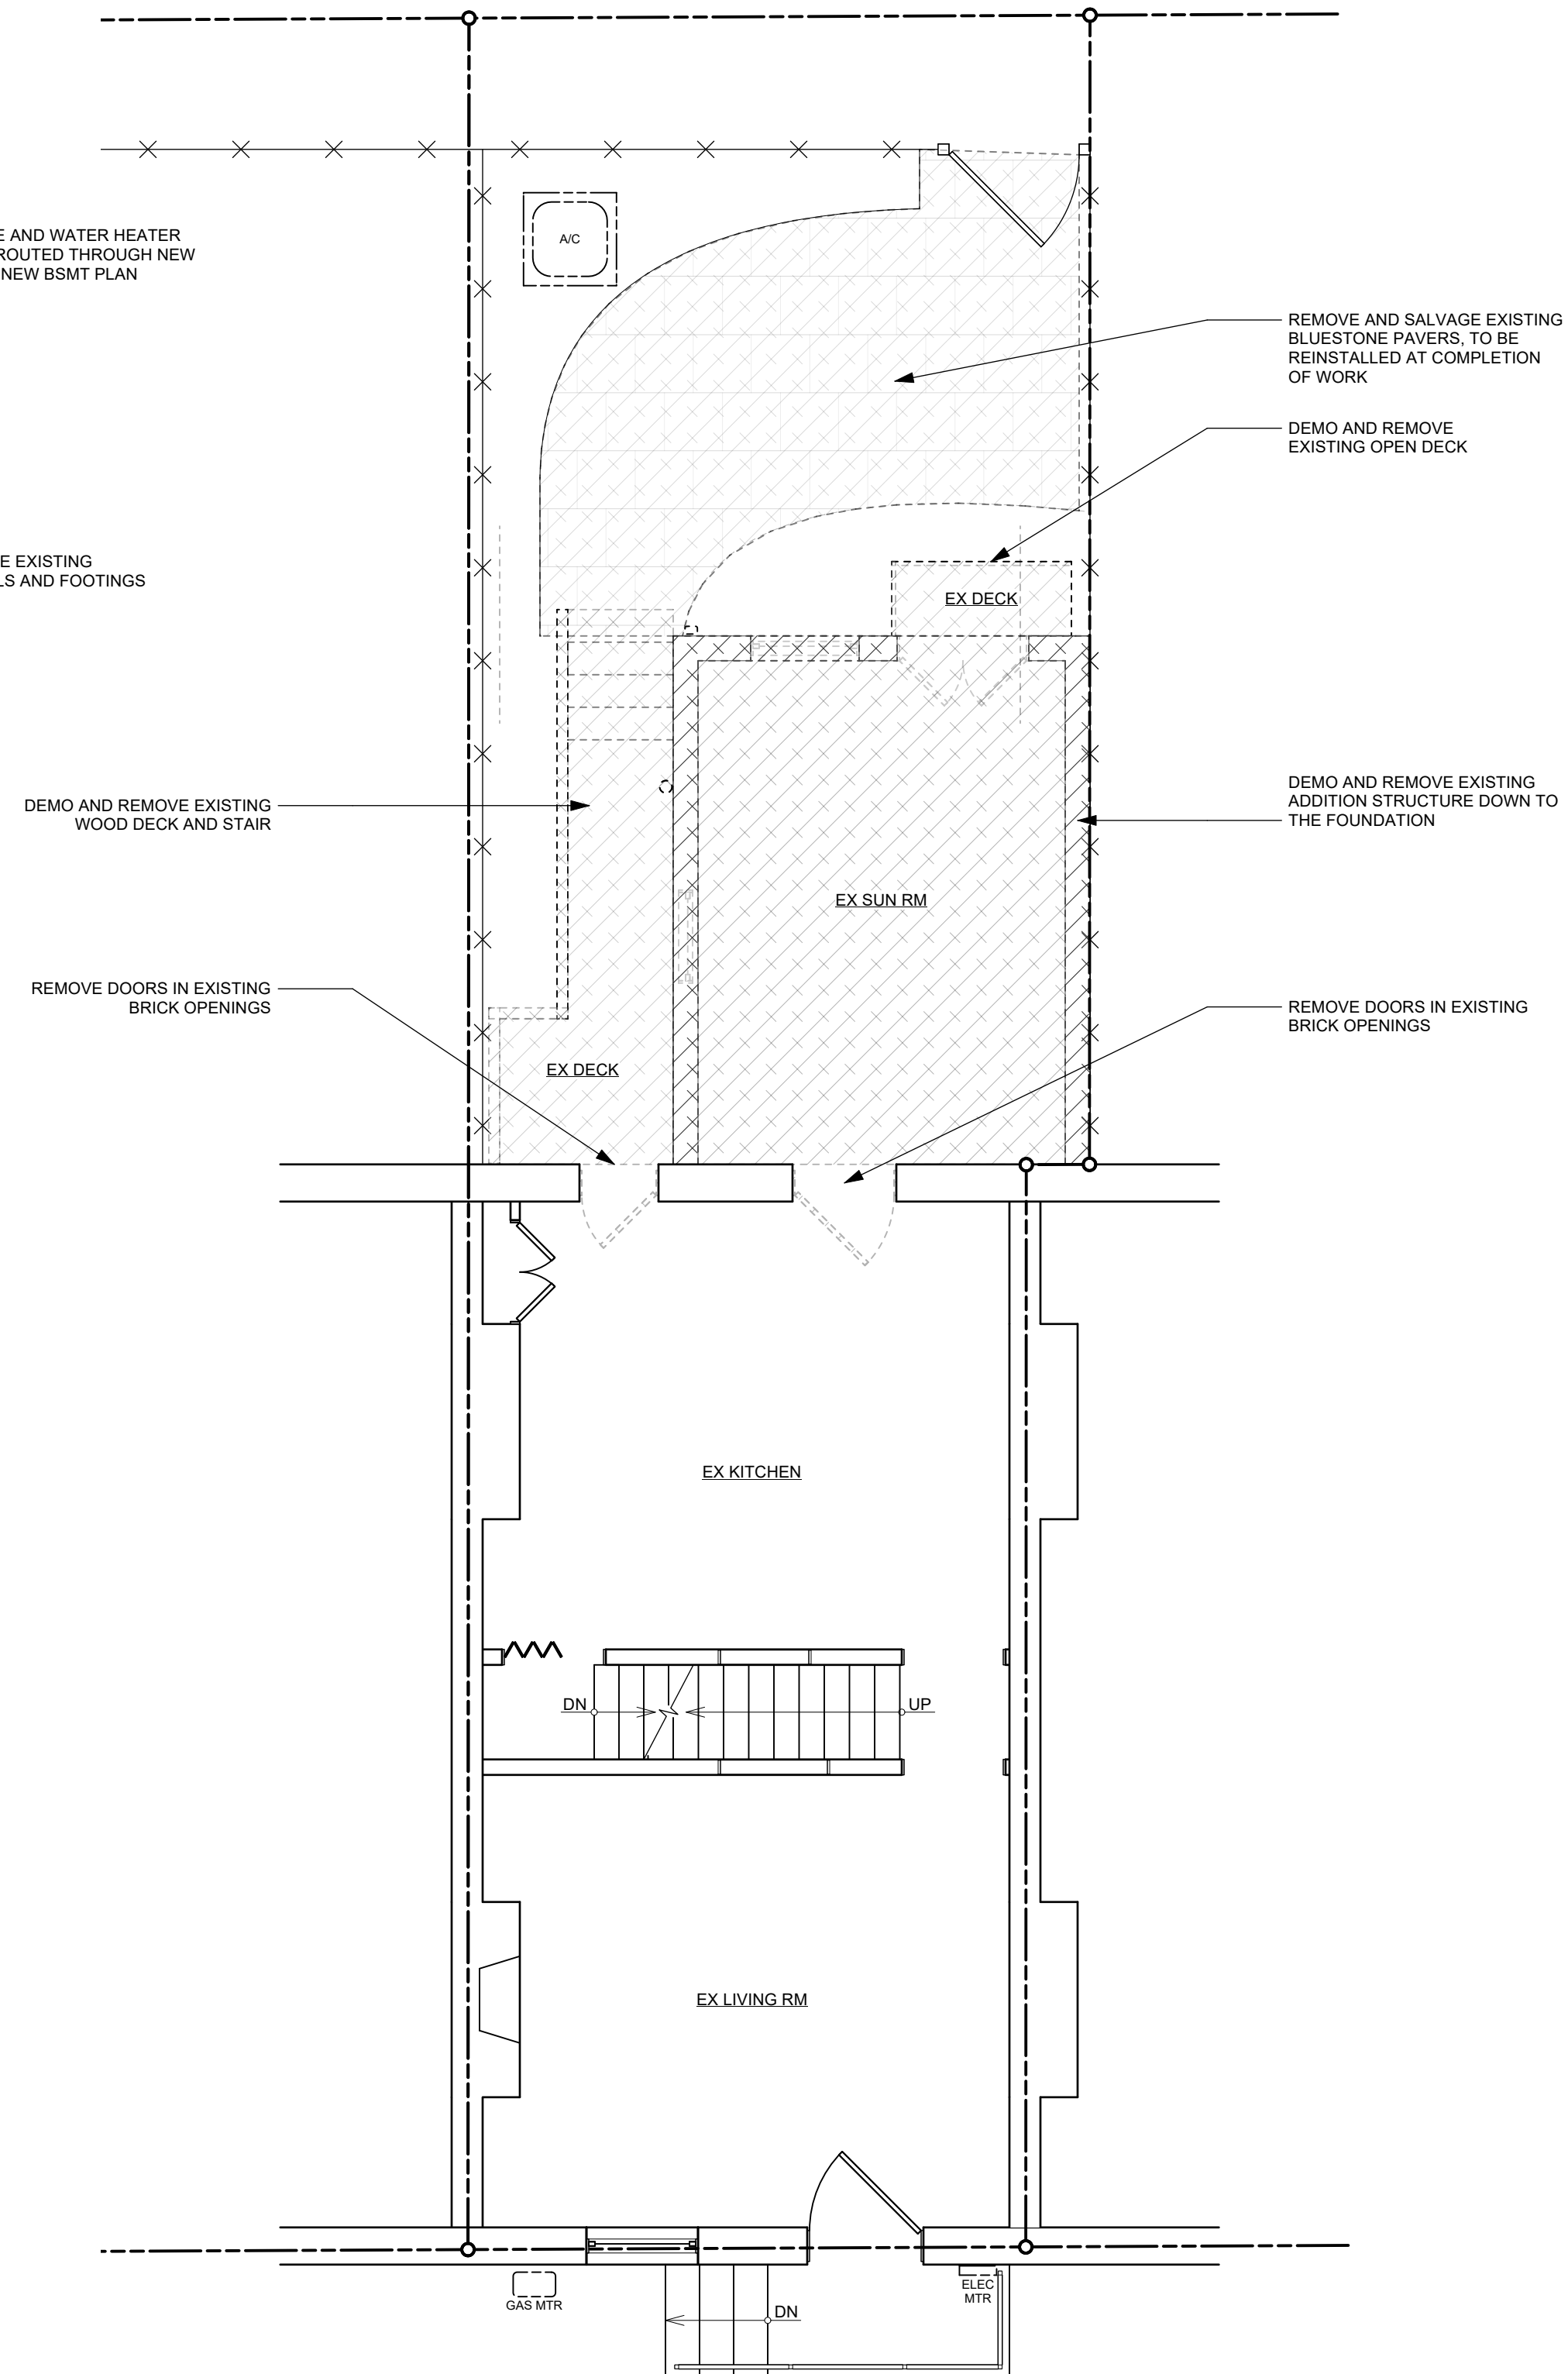 E AND WATER HEATER
ROUTED THROUGH NEW
NEW BSMT PLAN
A/C
REMOVE AND SALVAGE EXISTING
BLUESTONE PAVERS, TO BE
REINSTALLED AT COMPLETION
OF WORK
DEMO AND REMOVE
EXISTING OPEN DECK
E EXISTING
LS AND FOOTINGS
EX DECK
DEMO AND REMOVE EXISTING
WOOD DECK AND STAIR
DEMO AND REMOVE EXISTING
ADDITION STRUCTURE DOWN TO
THE FOUNDATION
EX SUN RM
REMOVE DOORS IN EXISTING
BRICK OPENINGS
REMOVE DOORS IN EXISTING
BRICK OPENINGS
EX DECK
EX KITCHEN
DN
UP
EX LIVING RM
GAS MTR
ELEC
MTR
DN